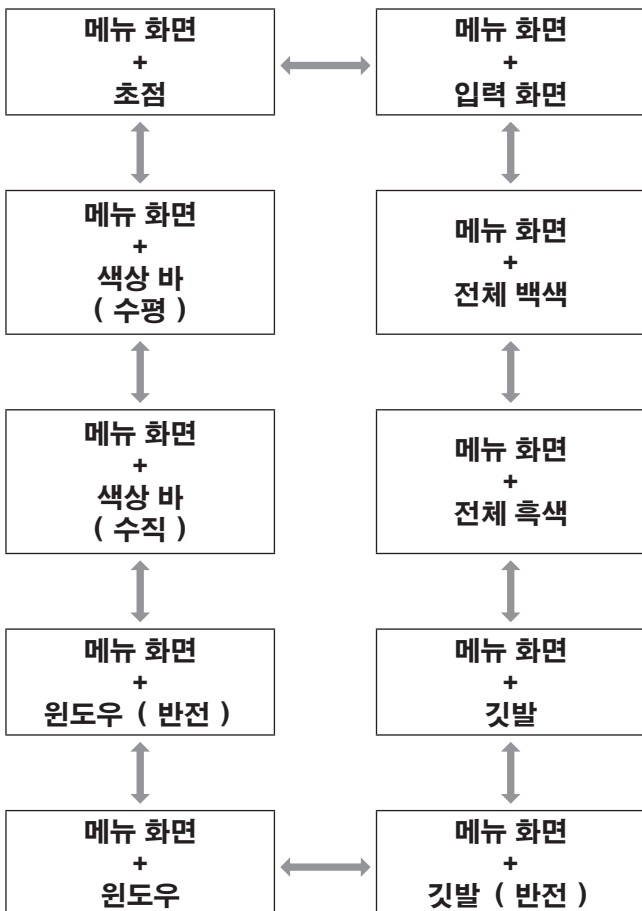 메뉴 화면
+
초점
메뉴 화면
+
입력 화면
메뉴 화면
+
색상 바
( 수평 )
메뉴 화면
+
전체 백색
메뉴 화면
+
색상 바
( 수직 )
메뉴 화면
+
전체 흑색
메뉴 화면
+
윈도우 ( 반전 )
메뉴 화면
+
깃발
메뉴 화면
+
윈도우
메뉴 화면
+
깃발 ( 반전 )